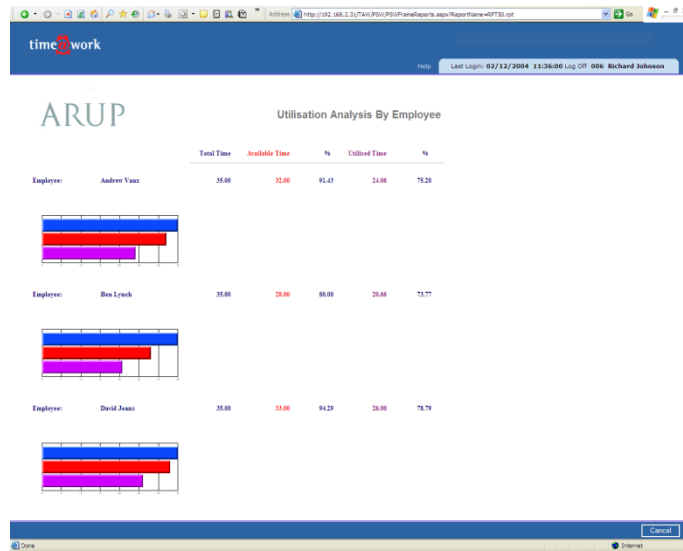 Address http://192.168.2.31/TAW/PSW/PSWFrameReports.aspx?ReportName=RPT50.rpt Go
time@work
Help Last Login: 02/12/2004 11:36:00 Log Off 006 Richard Johnson
ARUP
Utilisation Analysis By Employee
Total Time Available Time % Utilised Time %
Employee: Andrew Vaux 35.00 32.00 91.43 24.06 75.20
Employee: Ben Lynch 35.00 28.00 80.00 20.66 73.77
Employee: David Jeans 35.00 33.00 94.29 26.00 78.79
Cancel
Done Internet